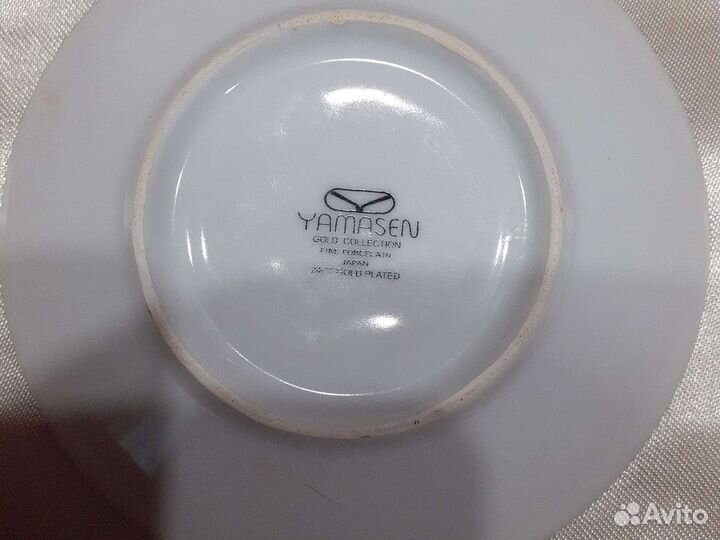 YAMASEN
GOLD COLLECTION
FINE PORCELAIN
JAPAN
24CT GOLD PLATED
Avito